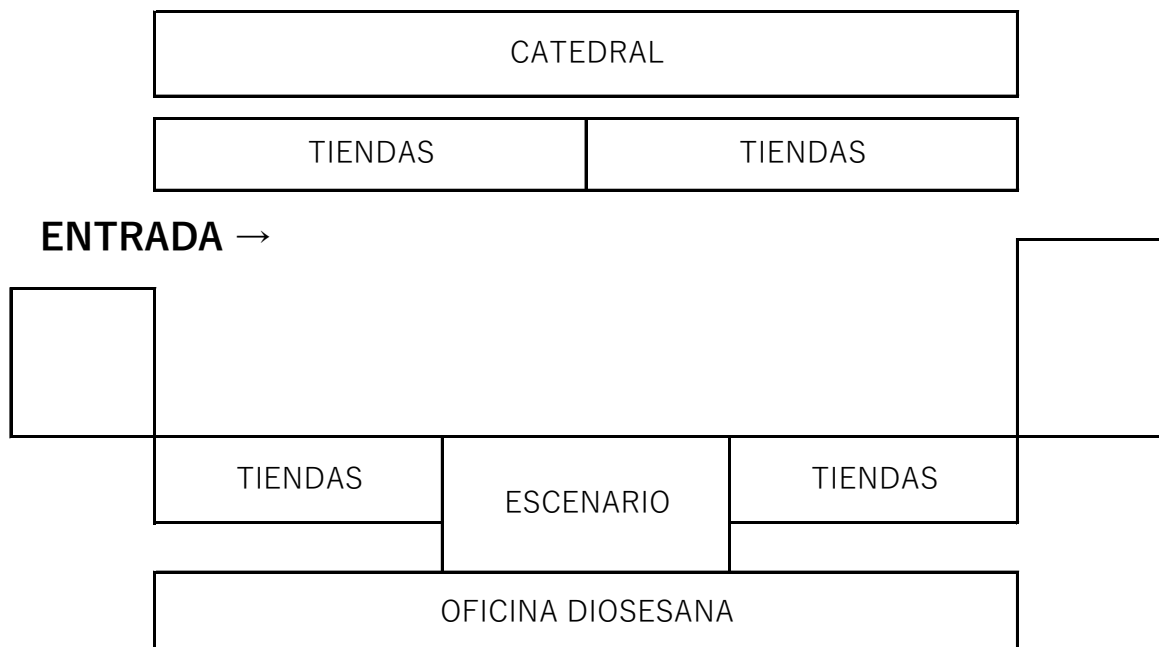 CATEDRAL
TIENDAS TIENDAS
ENTRADA →
TIENDAS TIENDAS
ESCENARIO
OFICINA DIOSESANA